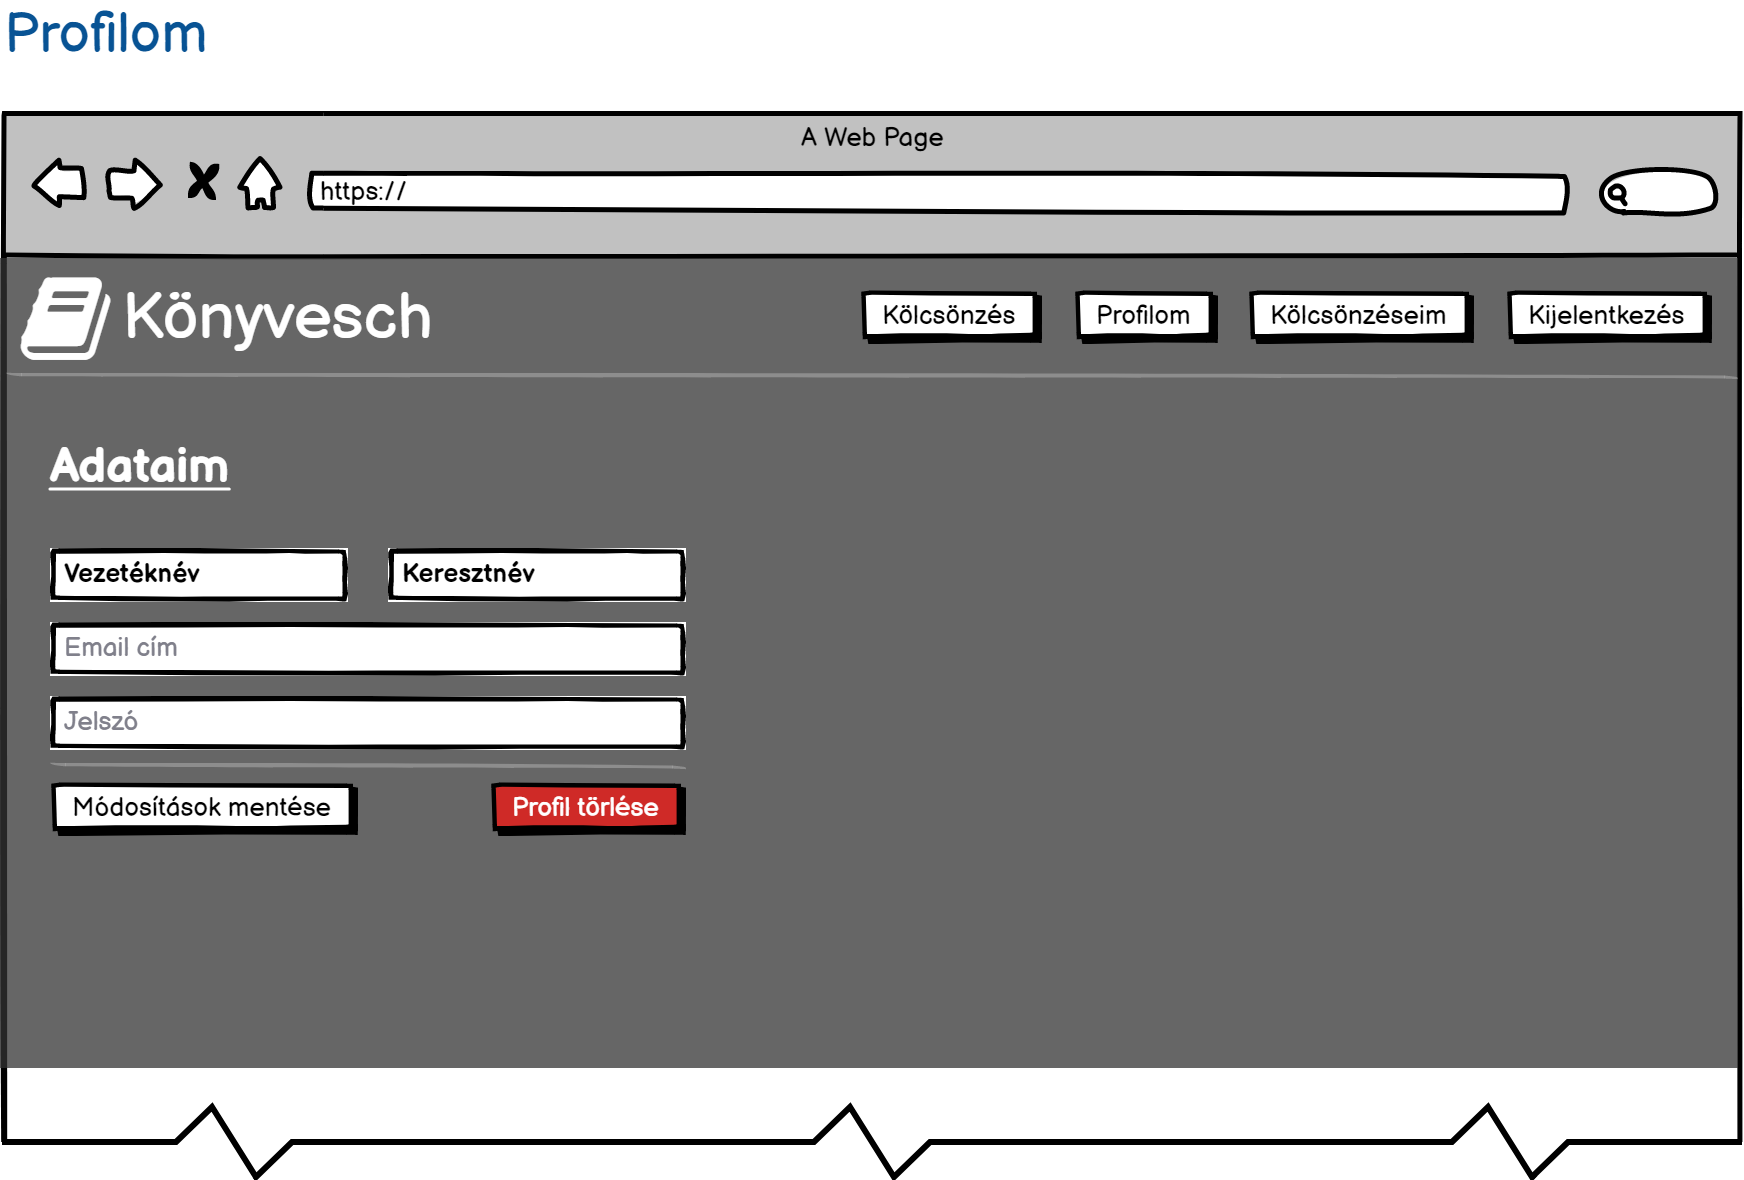 Profilom
A Web Page
https://
Könyvesch
Kölcsönzés
Profilom
Kölcsönzéseim
Kijelentkezés
Adataim
Vezetéknév
Keresztnév
Email cím
Jelszó
Módosítások mentése
Profil törlése